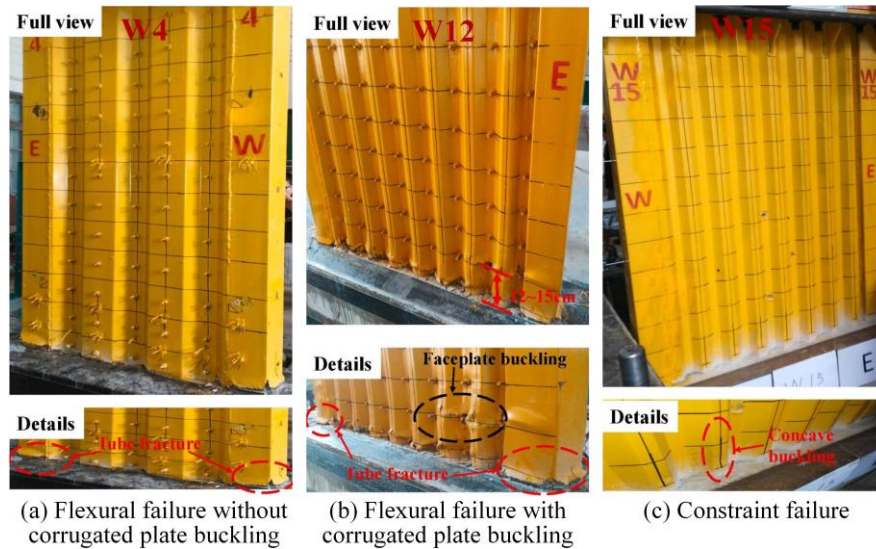 Full view
W4
4
4
E
W
Details
Tube fracture
(a) Flexural failure without
corrugated plate buckling
Full view
W12
E
12~15cm
Details
Faceplate buckling
Tube fracture
(b) Flexural failure with
corrugated plate buckling
Full view
W15
W
15
W
W
15
E
W15
E
Details
Concave
buckling
(c) Constraint failure